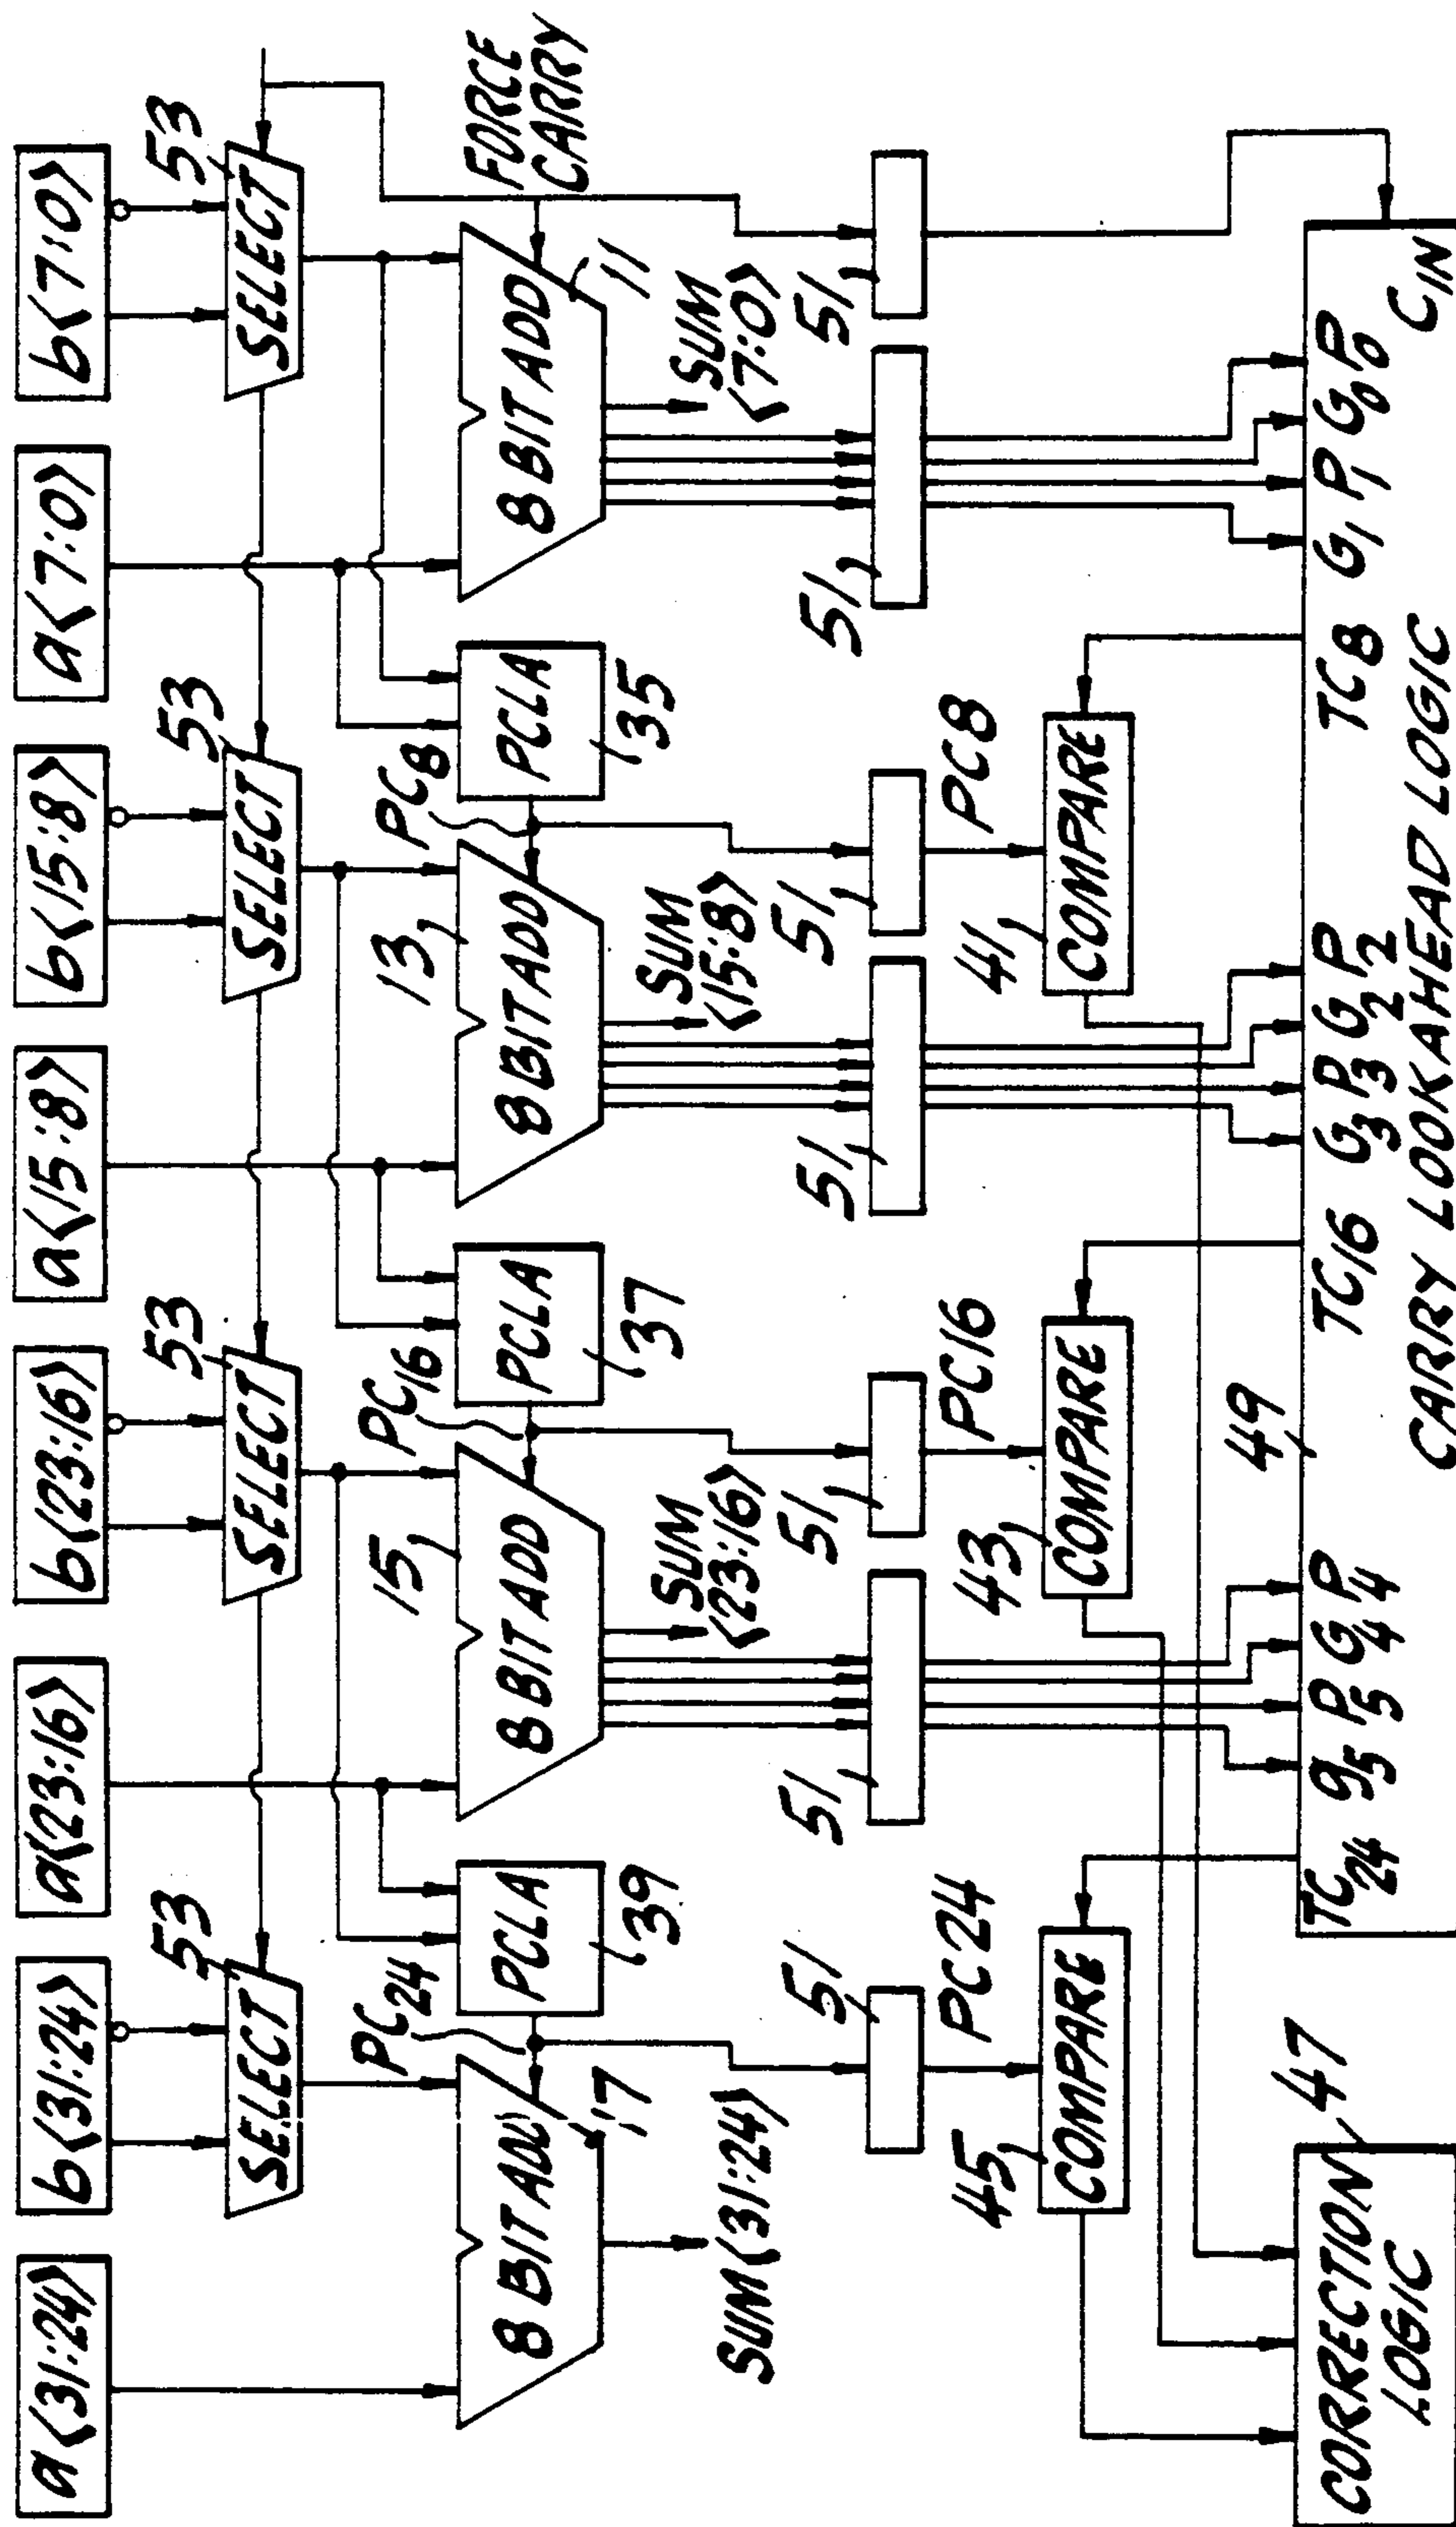 a<31:24>
b<31:24>
a<23:16>
b<23:16>
a<15:8>
b<15:8>
a<7:0>
b<7:0>
53
53
53
53
SELECT
SELECT
SELECT
SELECT
PC24
15
PC16
13
PC8
FORCE
CARRY
8 BIT ADD
PCLA
8 BIT ADD
PCLA
8 BIT ADD
PCLA
8 BIT ADD
17
39
37
35
11
SUM<31:24>
SUM
<23:16>
SUM
<15:8>
SUM
<7:0>
51
51
51
51
51
51
51
PC24
PC16
PC8
45
COMPARE
43
COMPARE
41
COMPARE
47
49
CORRECTION
LOGIC
TC24 g5 P5 G4 P4
TC16 G3 P3 G2 P2
TC8 G1 P1 G0 P0
CIN
CARRY LOOKAHEAD LOGIC